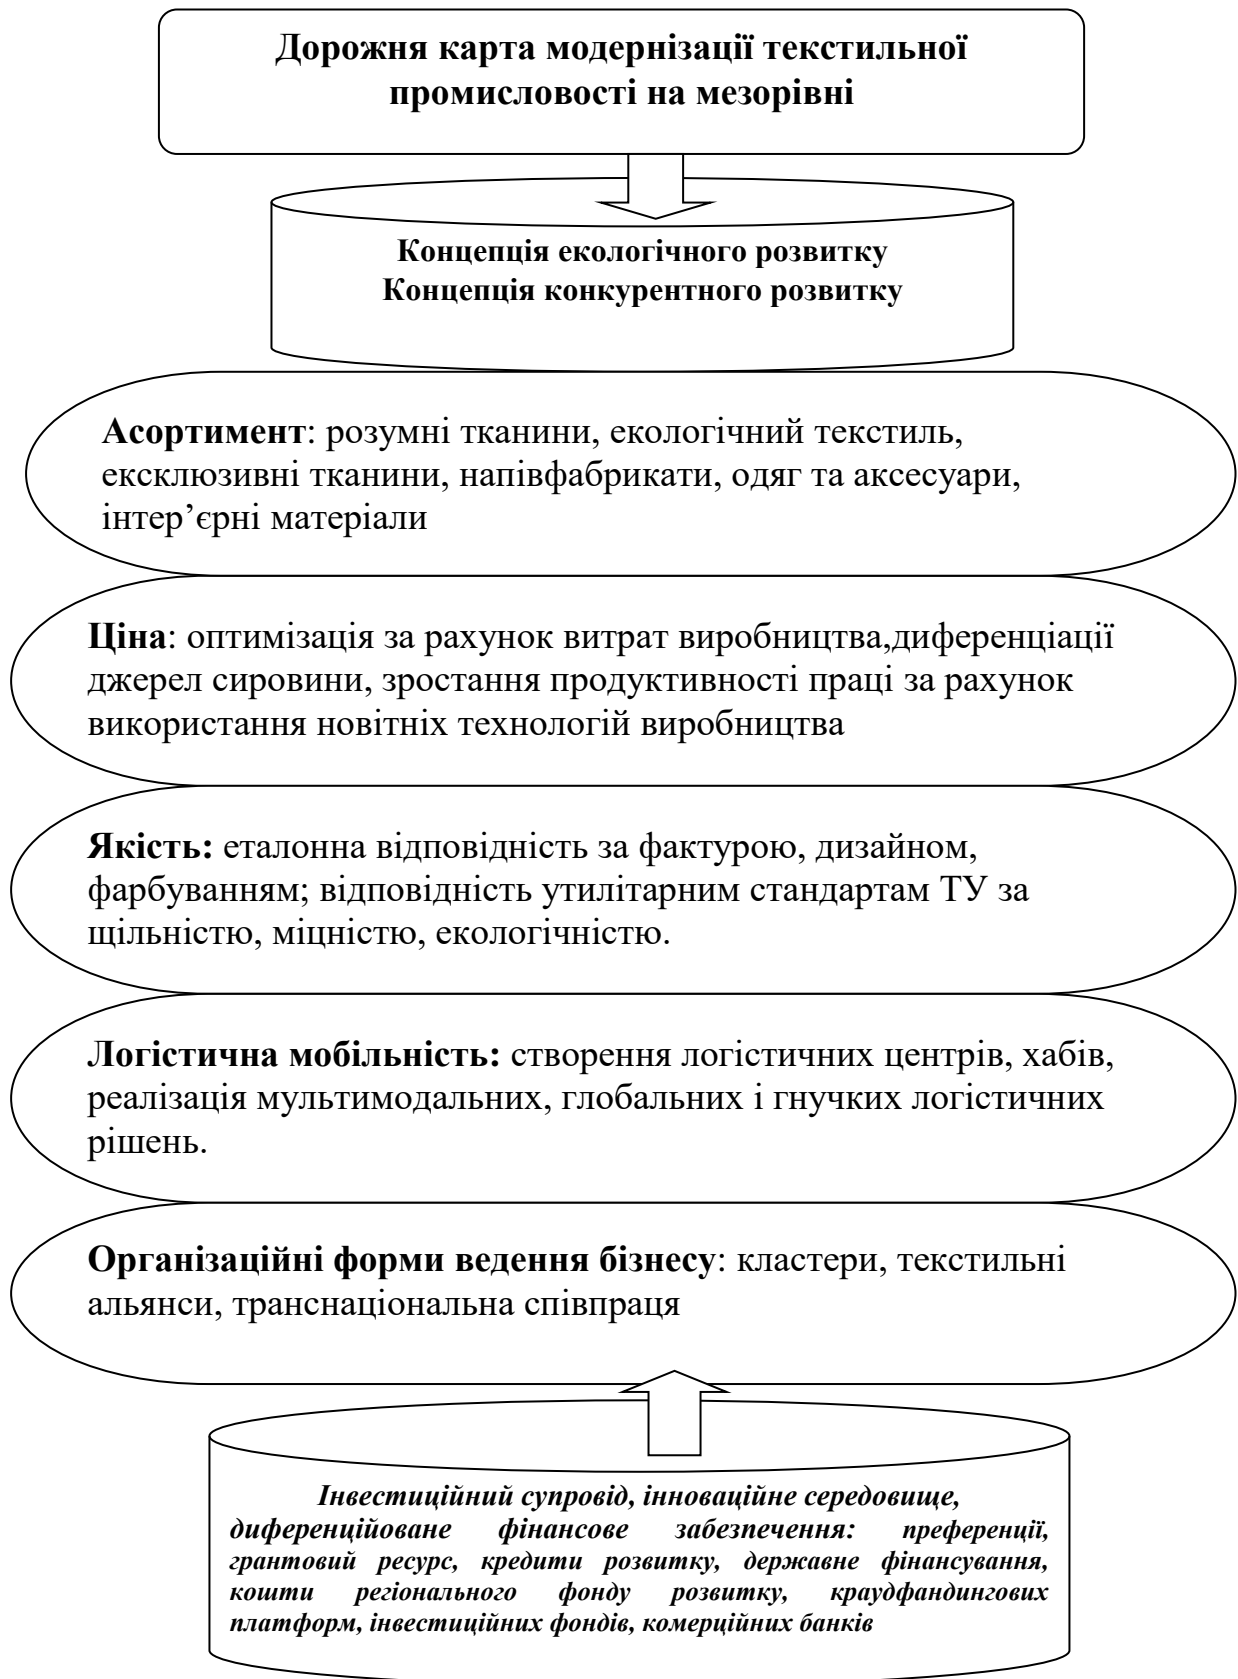 Дорожня карта модернізації текстильної
промисловості на мезорівні
Концепція екологічного розвитку
Концепція конкурентного розвитку
Асортимент: розумні тканини, екологічний текстиль,
ексклюзивні тканини, напівфабрикати, одяг та аксесуари,
інтер’єрні матеріали
Ціна: оптимізація за рахунок витрат виробництва,диференціації
джерел сировини, зростання продуктивності праці за рахунок
використання новітніх технологій виробництва
Якість: еталонна відповідність за фактурою, дизайном,
фарбуванням; відповідність утилітарним стандартам ТУ за
щільністю, міцністю, екологічністю.
Логістична мобільність: створення логістичних центрів, хабів,
реалізація мультимодальних, глобальних і гнучких логістичних
рішень.
Організаційні форми ведення бізнесу: кластери, текстильні
альянси, транснаціональна співпраця
Інвестиційний супровід, інноваційне середовище,
диференційоване фінансове забезпечення: преференції,
грантовий ресурс, кредити розвитку, державне фінансування,
кошти регіонального фонду розвитку, краудфандингових
платформ, інвестиційних фондів, комерційних банків